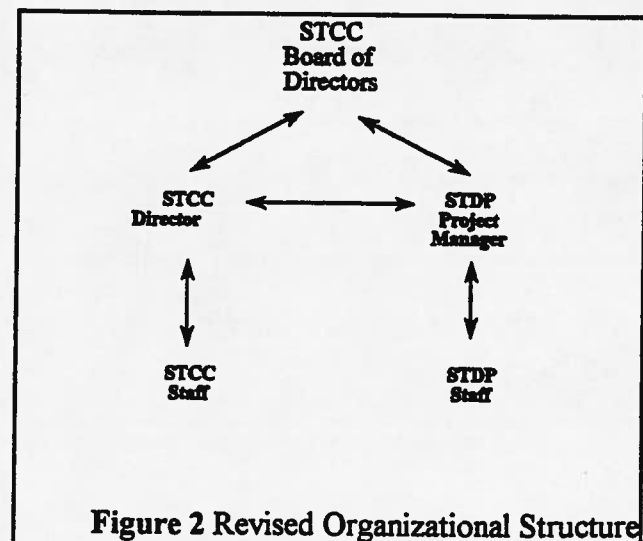 STCC
Board of
Directors
STCC
Director
STDP
Project
Manager
STCC
Staff
STDP
Staff
Figure 2 Revised Organizational Structure